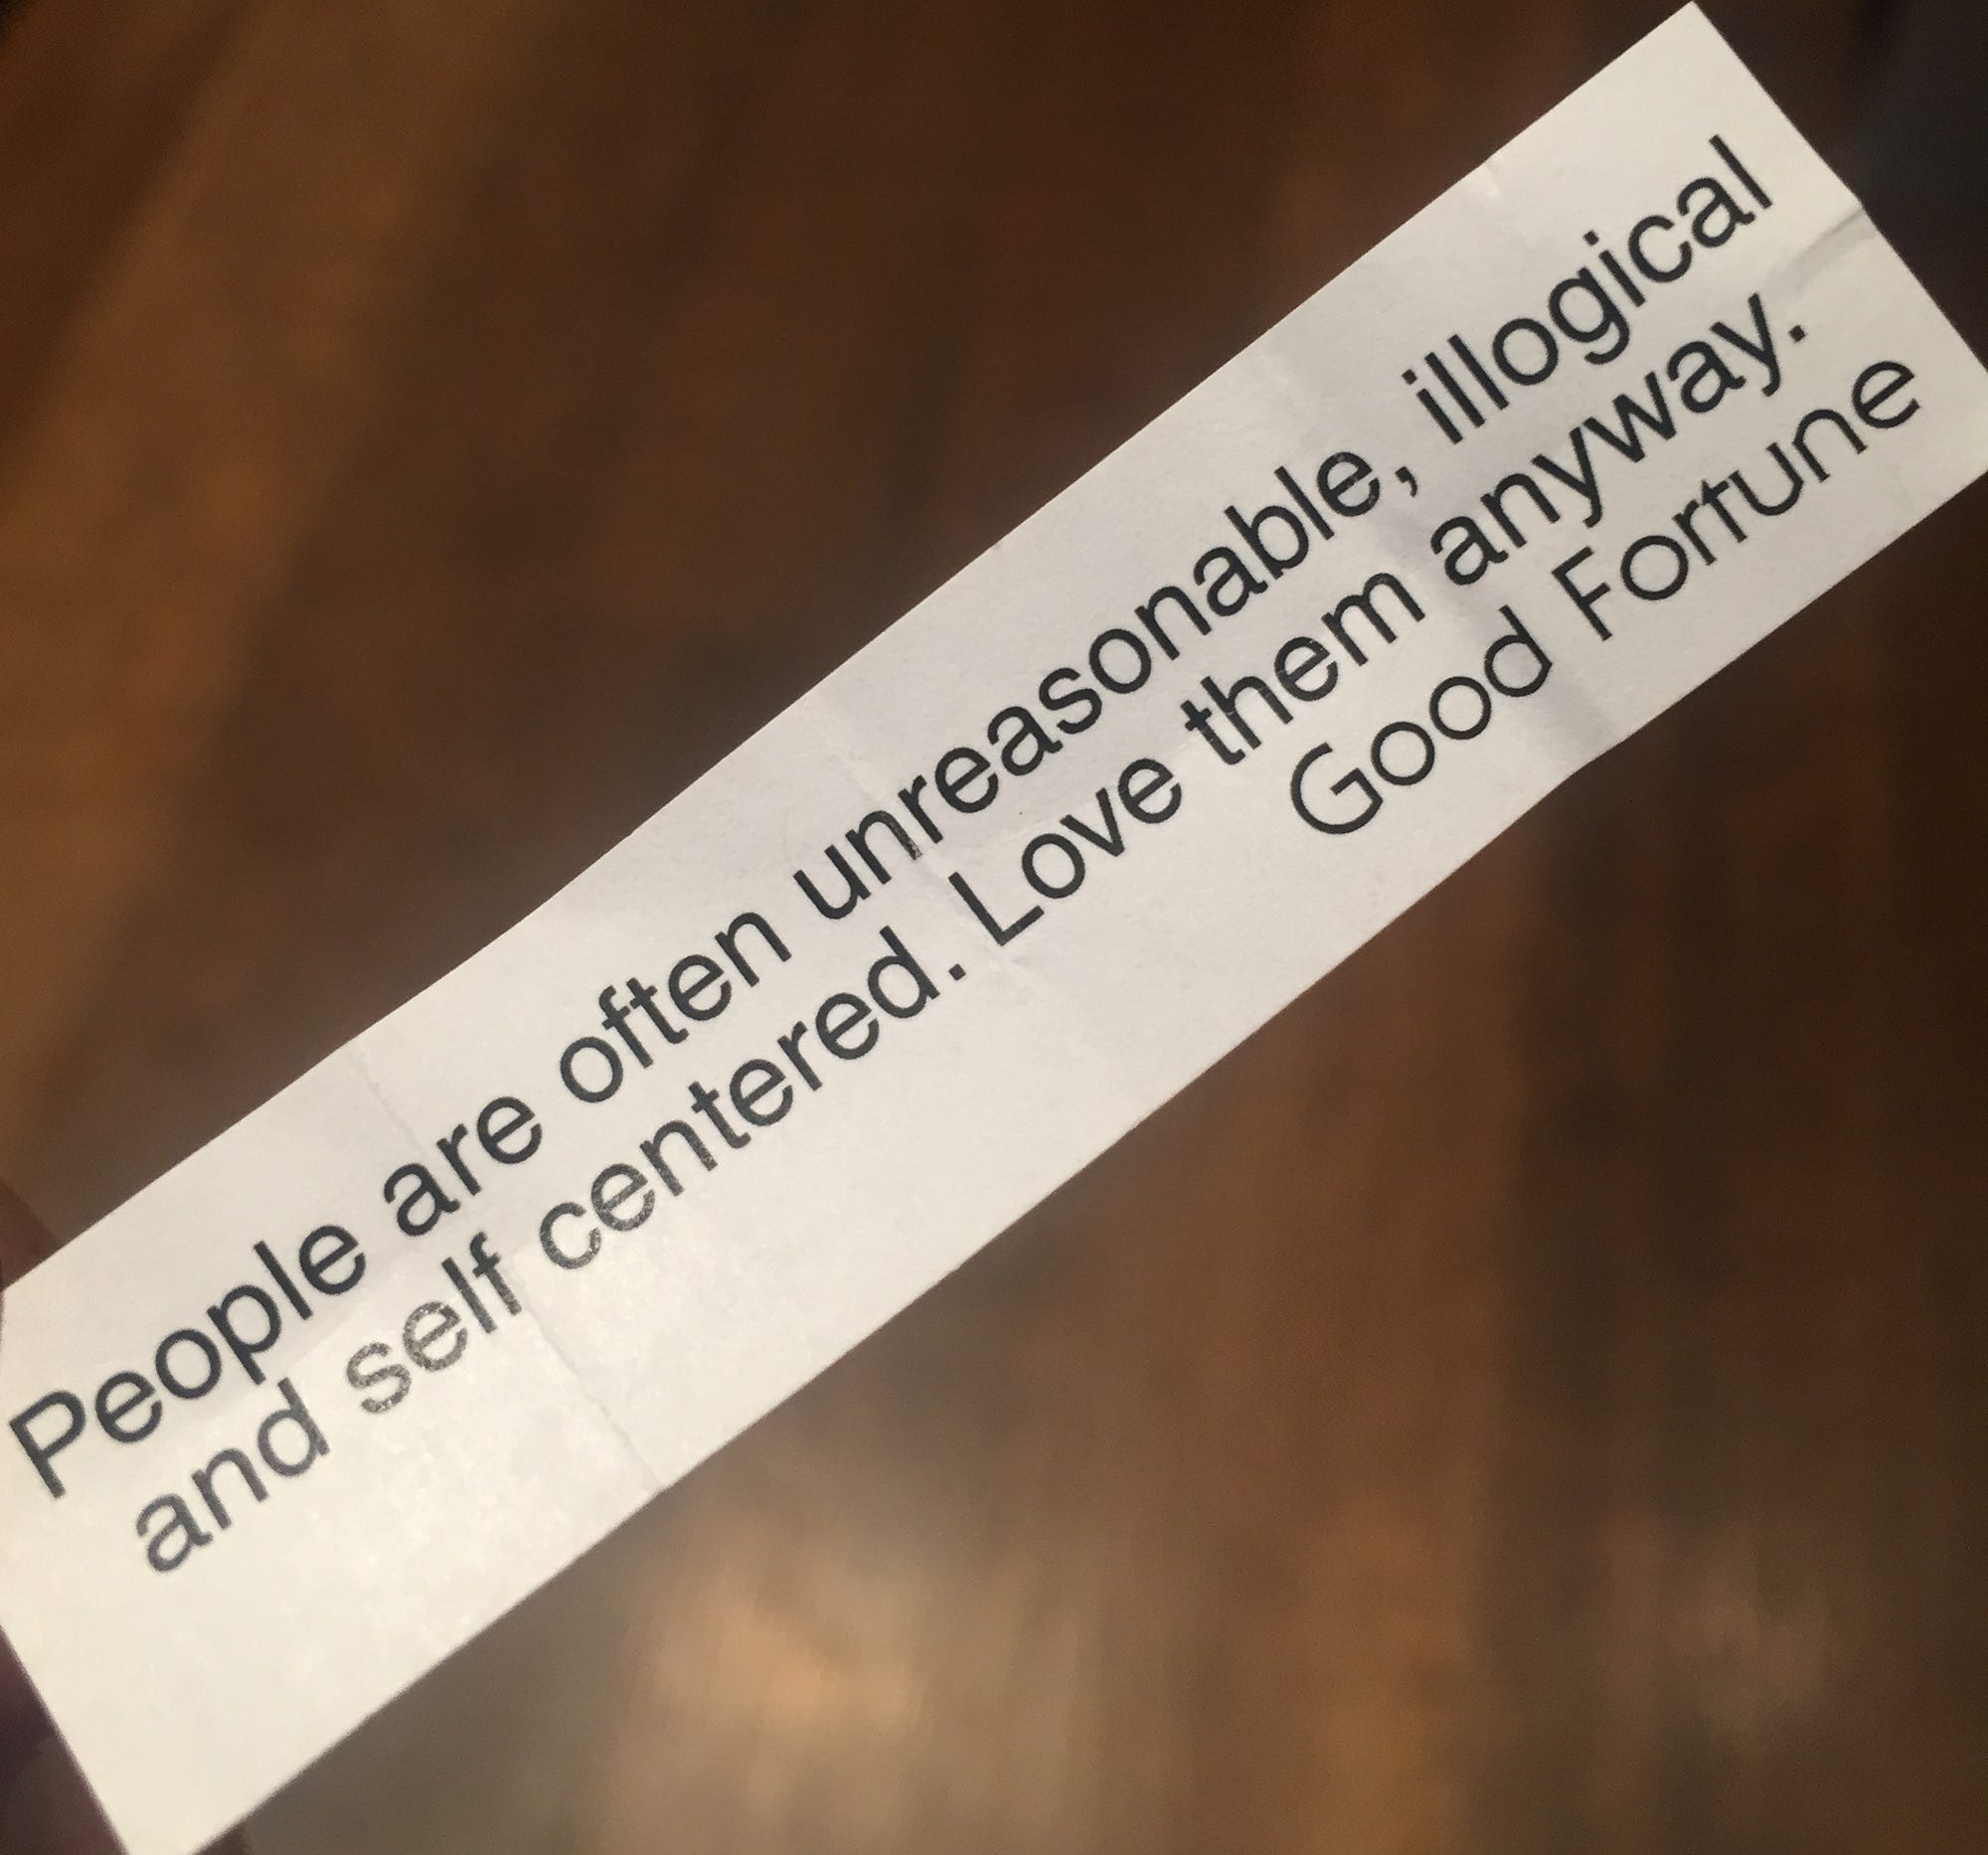 People are often unreasonable, illogical
and self centered. Love them anyway.
Good Fortune